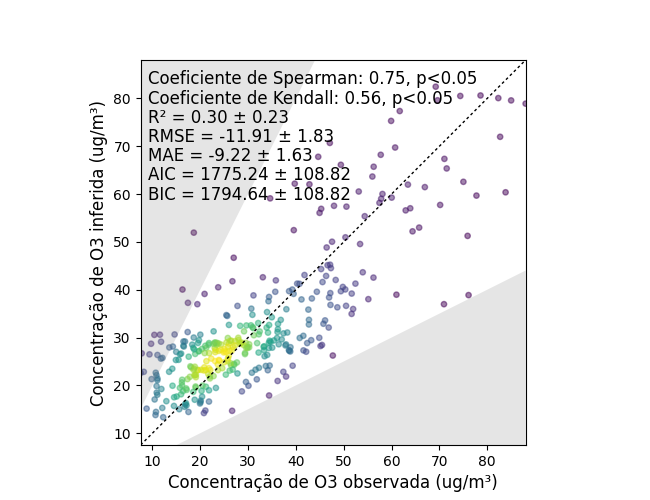 Coeficiente de Spearman: 0.75, p<0.05
Coeficiente de Kendall: 0.56, p<0.05
R² = 0.30 ± 0.23
RMSE = -11.91 ± 1.83
MAE = -9.22 ± 1.63
AIC = 1775.24 ± 108.82
BIC = 1794.64 ± 108.82
Concentração de O3 inferida (ug/m³)
80
70
60
50
40
30
20
10
10 20 30 40 50 60 70 80
Concentração de O3 observada (ug/m³)